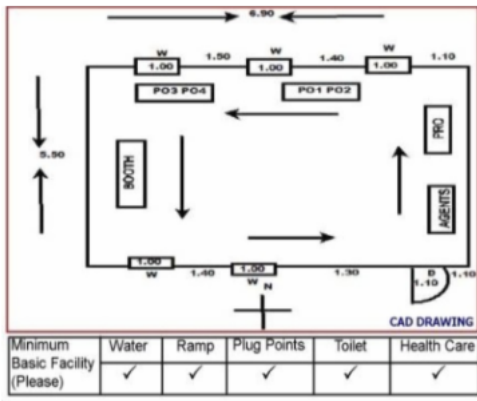 6.90
W 1.50 W 1.40 W 1.10
1.00 1.00 1.00
PO3 PO4 PO1 PO2
PRO
5.50
BOOTH
AGENTS
1.00 1.40 1.00 1.30 D 1.10
W W N 1.10
CAD DRAWING
Minimum Basic Facility (Please) Water Ramp Plug Points Toilet Health Care
✓ ✓ ✓ ✓ ✓